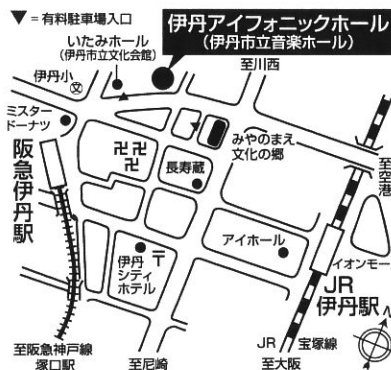 ▼ = 有料駐車場入口
伊丹アイフォニックホール
(伊丹市立音楽ホール)
いたみホール
(伊丹市立文化会館)
至川西
伊丹小
文
ミスター
ドーナツ
みやのまえ
文化の郷
卍卍
卍
長寿蔵
至空港
阪急伊丹駅
アイホール
イオンモー
伊丹
シティ
ホテル
〒
JR
伊丹駅
至阪急神戸線
塚口駅
至尼崎
JR 宝塚線
至大阪